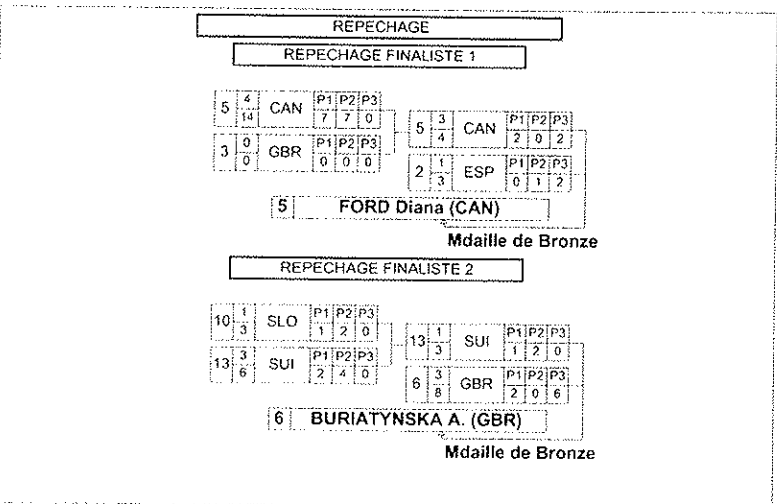 REPECHAGE
REPECHAGE FINALISTE 1
5 4 14 CAN P1 P2 P3 7 7 0
3 0 0 GBR P1 P2 P3 0 0 0
5 3 4 CAN P1 P2 P3 2 0 2
2 1 3 ESP P1 P2 P3 0 1 2
5 FORD Diana (CAN)
Mdaille de Bronze
REPECHAGE FINALISTE 2
10 1 3 SLO P1 P2 P3 1 2 0
13 3 6 SUI P1 P2 P3 2 4 0
13 1 3 SUI P1 P2 P3 1 2 0
6 3 8 GBR P1 P2 P3 2 0 6
6 BURIATYNSKA A. (GBR)
Mdaille de Bronze